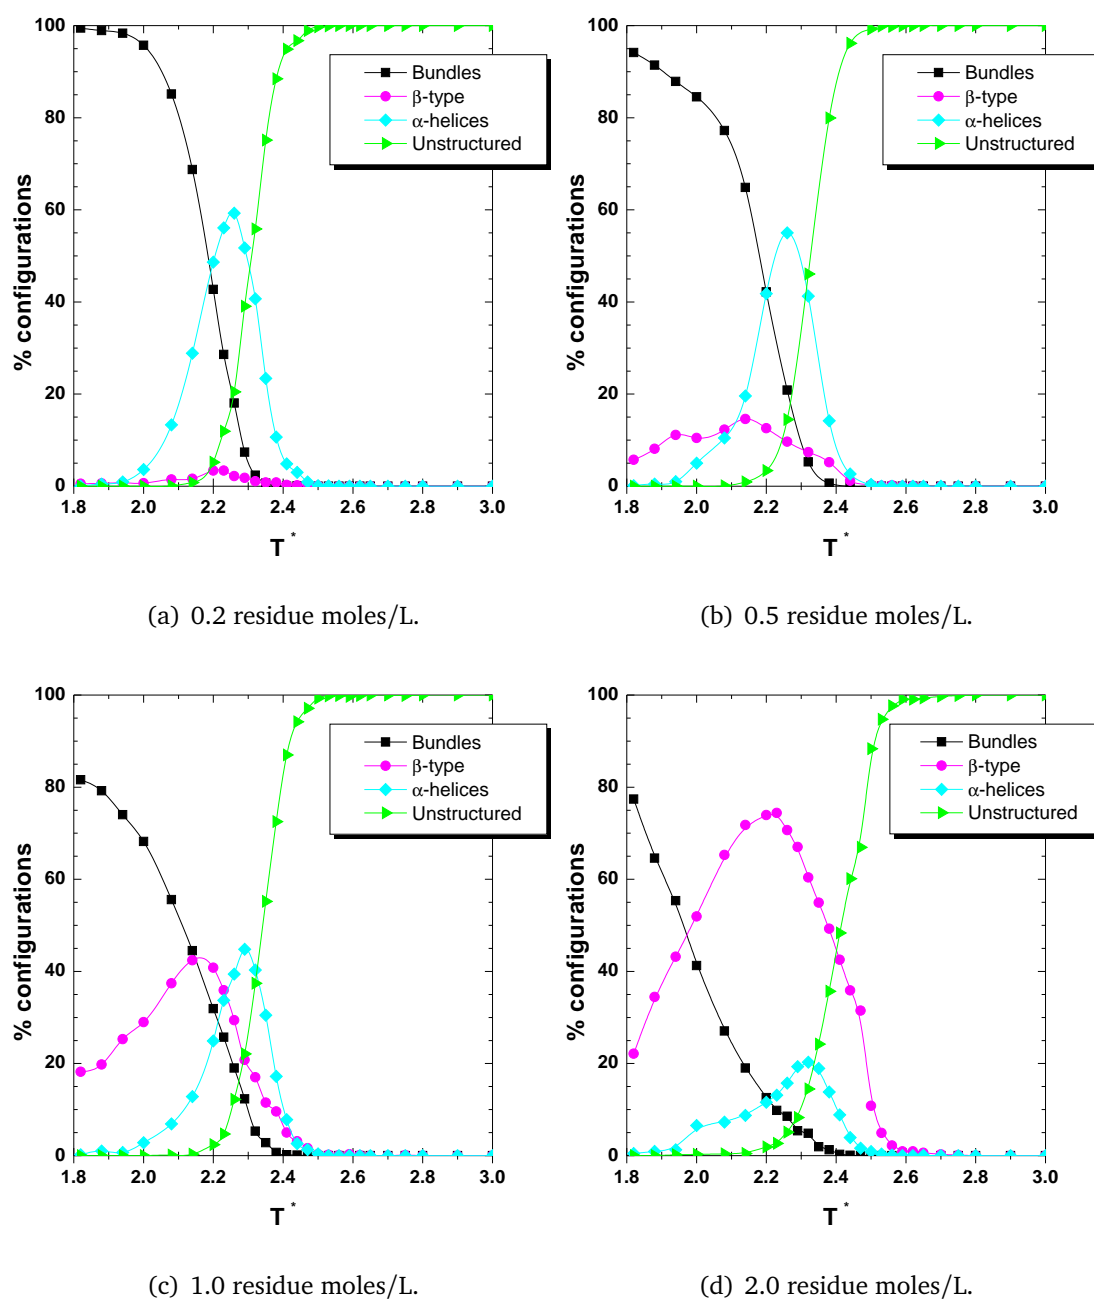 100
80
60
40
20
0
% configurations
Bundles
β-type
α-helices
Unstructured
1.8 2.0 2.2 2.4 2.6 2.8 3.0
T *
(a) 0.2 residue moles/L.
100
80
60
40
20
0
% configurations
Bundles
β-type
α-helices
Unstructured
1.8 2.0 2.2 2.4 2.6 2.8 3.0
T *
(b) 0.5 residue moles/L.
100
80
60
40
20
0
% configurations
Bundles
β-type
α-helices
Unstructured
1.8 2.0 2.2 2.4 2.6 2.8 3.0
T *
(c) 1.0 residue moles/L.
100
80
60
40
20
0
% configurations
Bundles
β-type
α-helices
Unstructured
1.8 2.0 2.2 2.4 2.6 2.8 3.0
T *
(d) 2.0 residue moles/L.